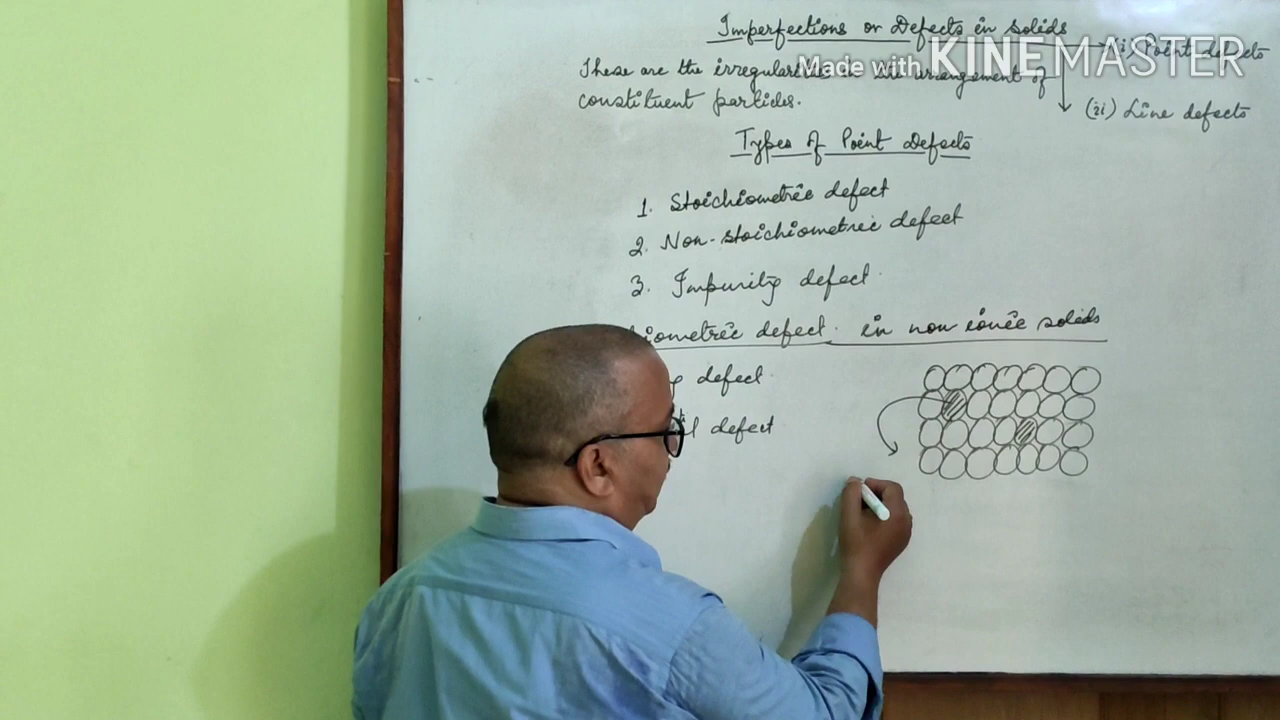 Imperfections or Defects in solids
(i) Point defects
Made with KINEMASTER
These are the irregularities in the arrangement of
constituent particles.
(ii) Line defects
Types of Point Defects
1. Stoichiometric defect
2. Non-stoichiometric defect
3. Impurity defect
defect in non ionic solids
defect
defect